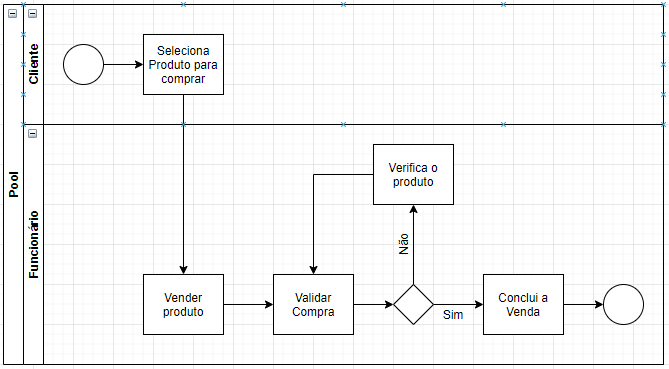 Pool
Cliente
Seleciona
Produto para
comprar
Funcionário
Verifica o
produto
Não
Vender
produto
Validar
Compra
Sim
Conclui a
Venda